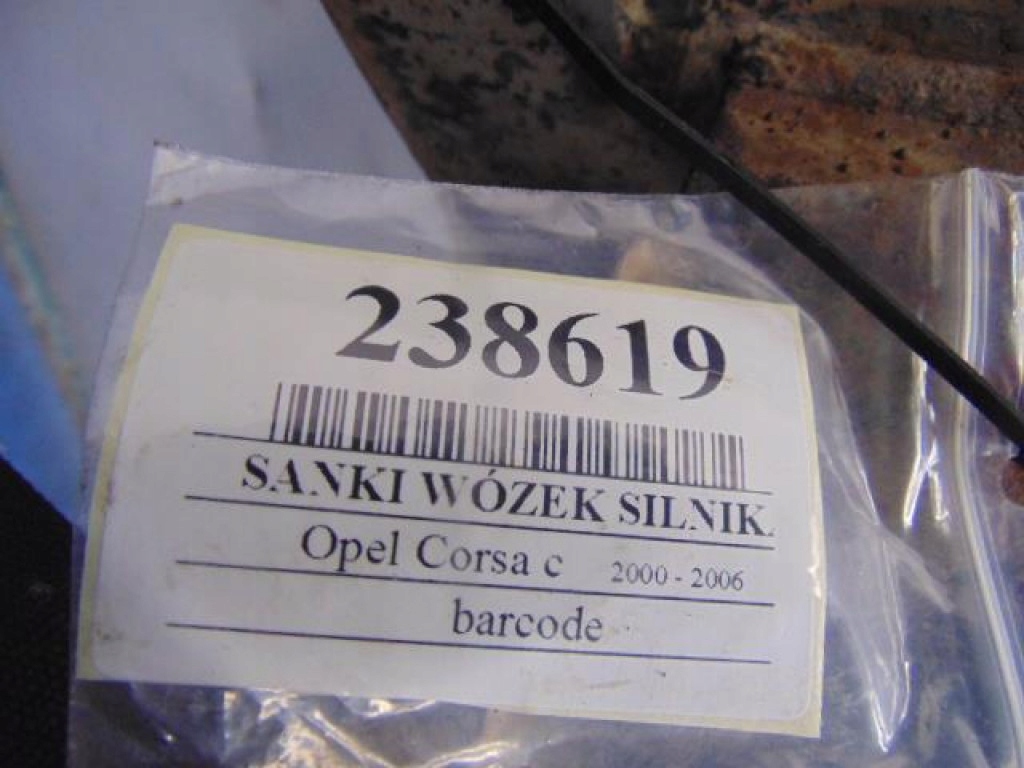 238619
SANKI WÓZEK SILNIK.
Opel Corsa c 2000 - 2006
barcode